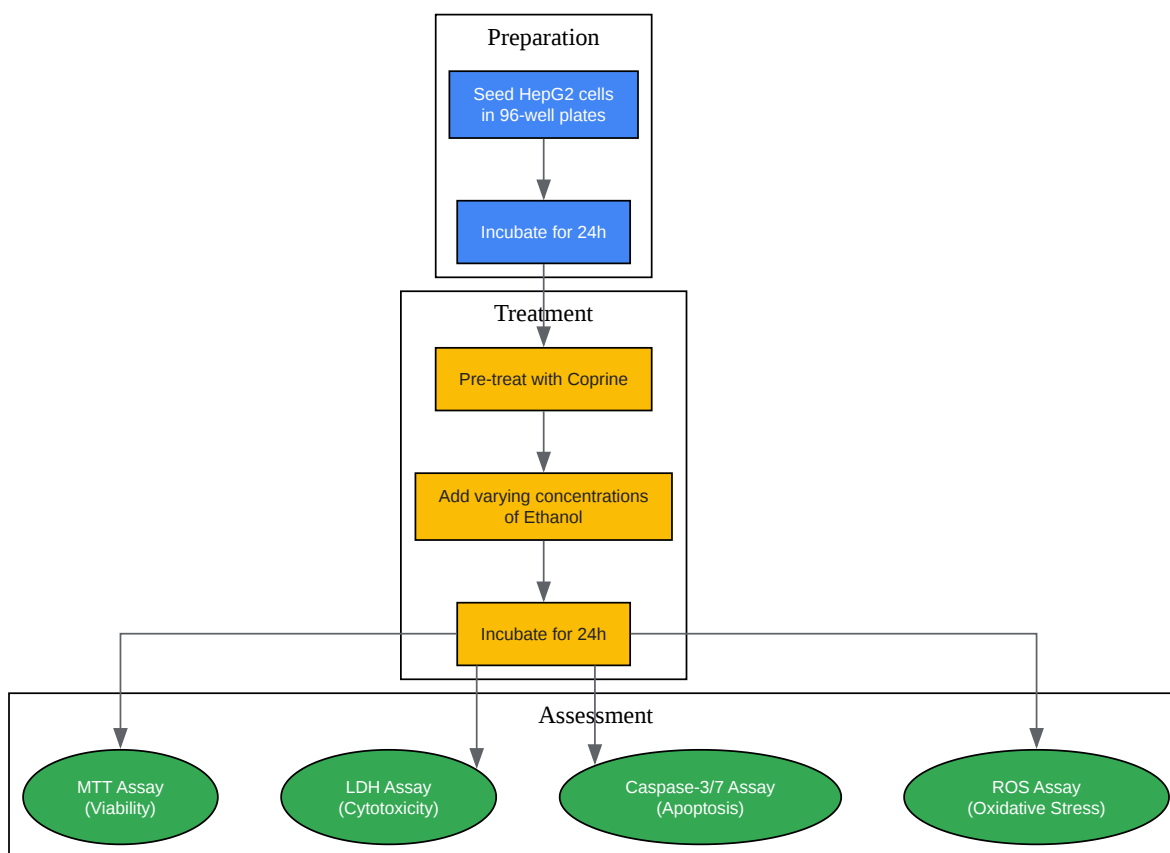 Preparation
Seed HepG2 cells
in 96-well plates
Incubate for 24h
Treatment
Pre-treat with Coprine
Add varying concentrations
of Ethanol
Incubate for 24h
Assessment
MTT Assay
(Viability)
LDH Assay
(Cytotoxicity)
Caspase-3/7 Assay
(Apoptosis)
ROS Assay
(Oxidative Stress)